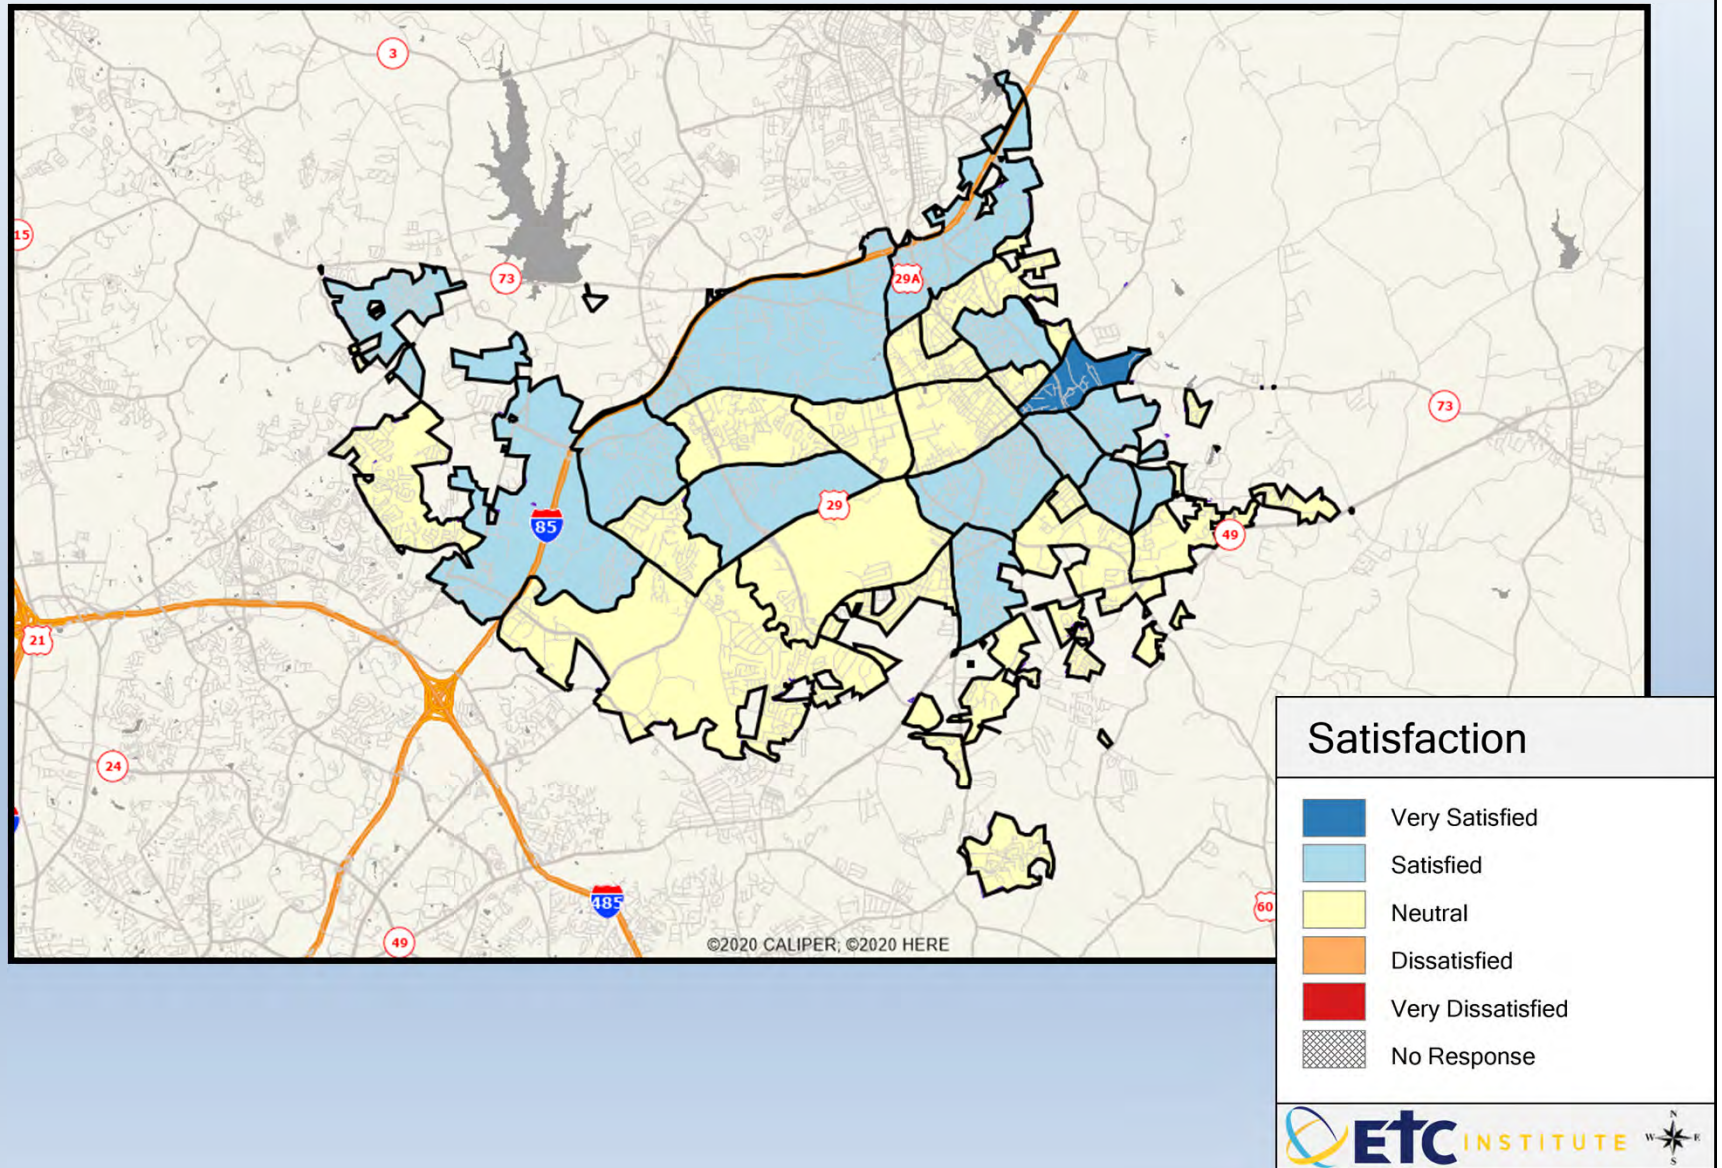 3
15
73
29A
73
29
85
49
21
24
485
60
49
©2020 CALIPER; ©2020 HERE
Satisfaction
Very Satisfied
Satisfied
Neutral
Dissatisfied
Very Dissatisfied
No Response
ETC INSTITUTE
N
W E
S